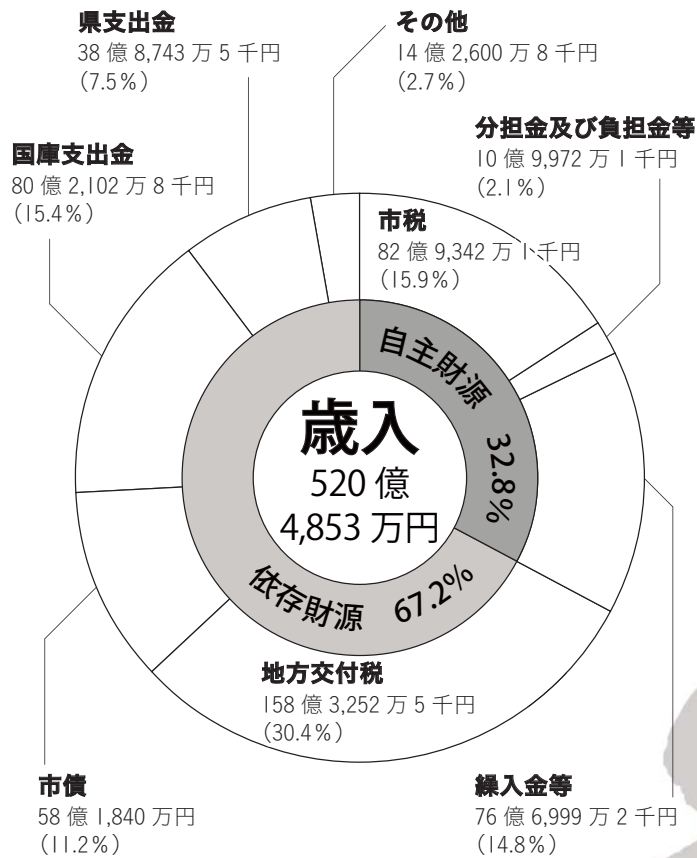 県支出金
38 億 8,743 万 5 千円
(7.5%)
その他
14 億 2,600 万 8 千円
(2.7%)
分担金及び負担金等
10 億 9,972 万 1 千円
(2.1%)
国庫支出金
80 億 2,102 万 8 千円
(15.4%)
市税
82 億 9,342 万 1 千円
(15.9%)
自主財源 32.8%
歳入
520 億
4,853 万円
依存財源 67.2%
地方交付税
158 億 3,252 万 5 千円
(30.4%)
市債
58 億 1,840 万円
(11.2%)
繰入金等
76 億 6,999 万 2 千円
(14.8%)